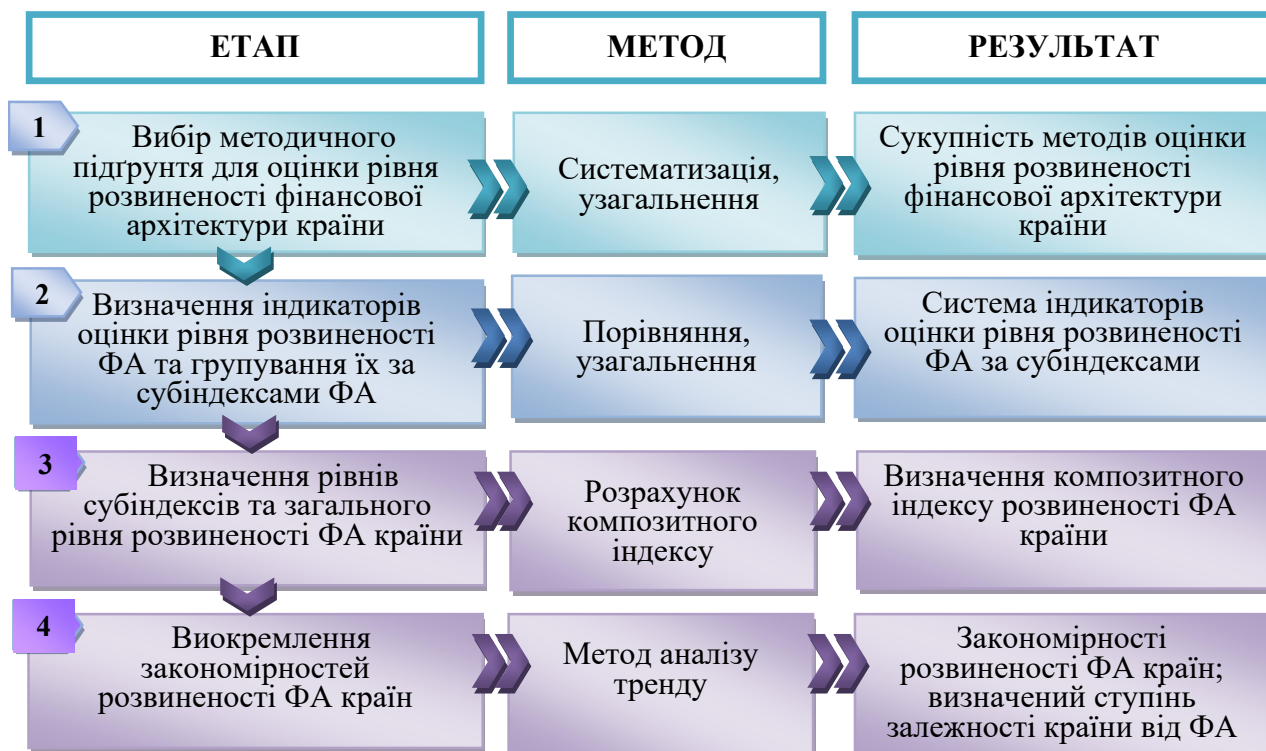 ЕТАП
МЕТОД
РЕЗУЛЬТАТ
1
Вибір методичного
підґрунтя для оцінки рівня
розвиненості фінансової
архітектури країни
Систематизація,
узагальнення
Сукупність методів оцінки
рівня розвиненості
фінансової архітектури
країни
2
Визначення індикаторів
оцінки рівня розвиненості
ФА та групування їх за
субіндексами ФА
Порівняння,
узагальнення
Система індикаторів
оцінки рівня розвиненості
ФА за субіндексами
3
Визначення рівнів
субіндексів та загального
рівня розвиненості ФА країни
Розрахунок
композитного
індексу
Визначення композитного
індексу розвиненості ФА
країни
4
Виокремлення
закономірностей
розвиненості ФА країн
Метод аналізу
тренду
Закономірності
розвиненості ФА країн;
визначений ступінь
залежності країни від ФА